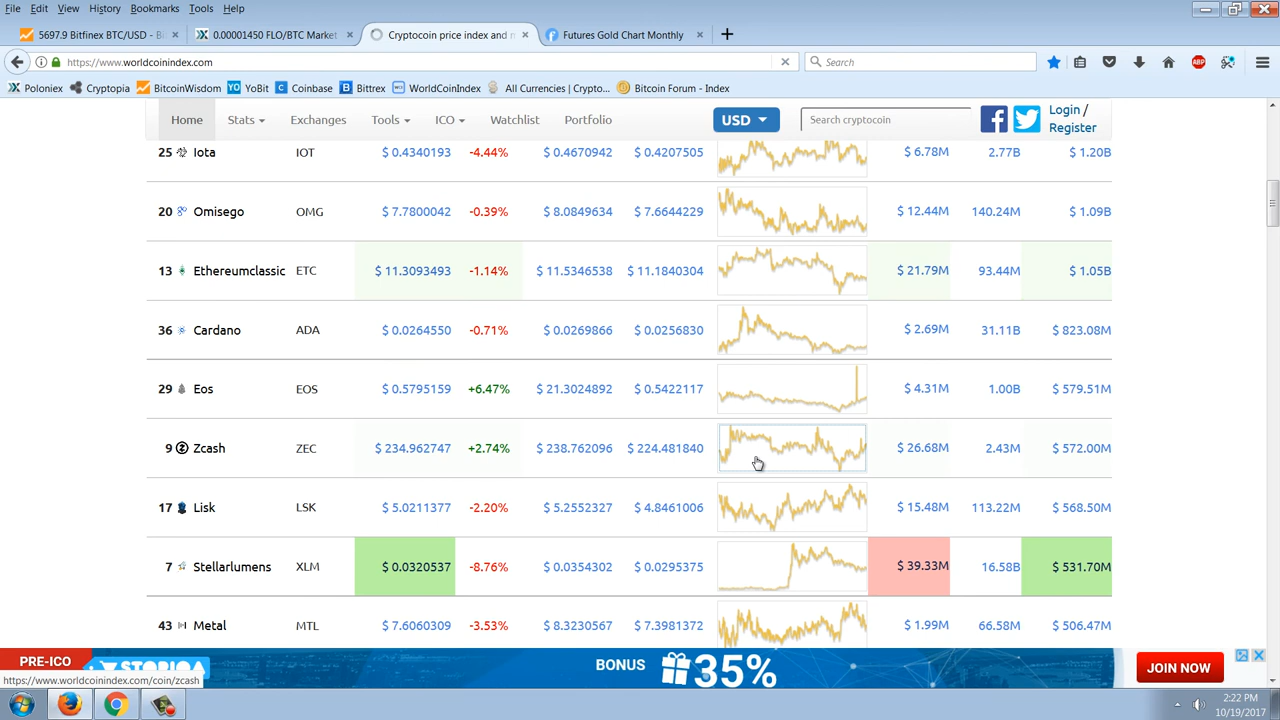 File Edit View History Bookmarks Tools Help
5697.9 Bitfinex BTC/USD - B × 0.00001450 FLO/BTC Market × Cryptocoin price index and m × Futures Gold Chart Monthly × +
https://www.worldcoinindex.com Search
Poloniex Cryptopia BitcoinWisdom YoBit Coinbase Bittrex WorldCoinIndex All Currencies | Crypto... Bitcoin Forum - Index
Home Stats Exchanges Tools ICO Watchlist Portfolio USD Search cryptocoin Login / Register
25 Iota IOT $ 0.4340193 -4.44% $ 0.4670942 $ 0.4207505 $ 6.78M 2.77B $ 1.20B
20 Omisego OMG $ 7.7800042 -0.39% $ 8.0849634 $ 7.6644229 $ 12.44M 140.24M $ 1.09B
13 Ethereumclassic ETC $ 11.3093493 -1.14% $ 11.5346538 $ 11.1840304 $ 21.79M 93.44M $ 1.05B
36 Cardano ADA $ 0.0264550 -0.71% $ 0.0269866 $ 0.0256830 $ 2.69M 31.11B $ 823.08M
29 Eos EOS $ 0.5795159 +6.47% $ 21.3024892 $ 0.5422117 $ 4.31M 1.00B $ 579.51M
9 Zcash ZEC $ 234.962747 +2.74% $ 238.762096 $ 224.481840 $ 26.68M 2.43M $ 572.00M
17 Lisk LSK $ 5.0211377 -2.20% $ 5.2552327 $ 4.8461006 $ 15.48M 113.22M $ 568.50M
7 Stellarlumens XLM $ 0.0320537 -8.76% $ 0.0354302 $ 0.0295375 $ 39.33M 16.58B $ 531.70M
43 Metal MTL $ 7.6060309 -3.53% $ 8.3230567 $ 7.3981372 $ 1.99M 66.58M $ 506.47M
PRE-ICO STORIQA BONUS 35% JOIN NOW
https://www.worldcoinindex.com/coin/zcash
2:22 PM
10/19/2017